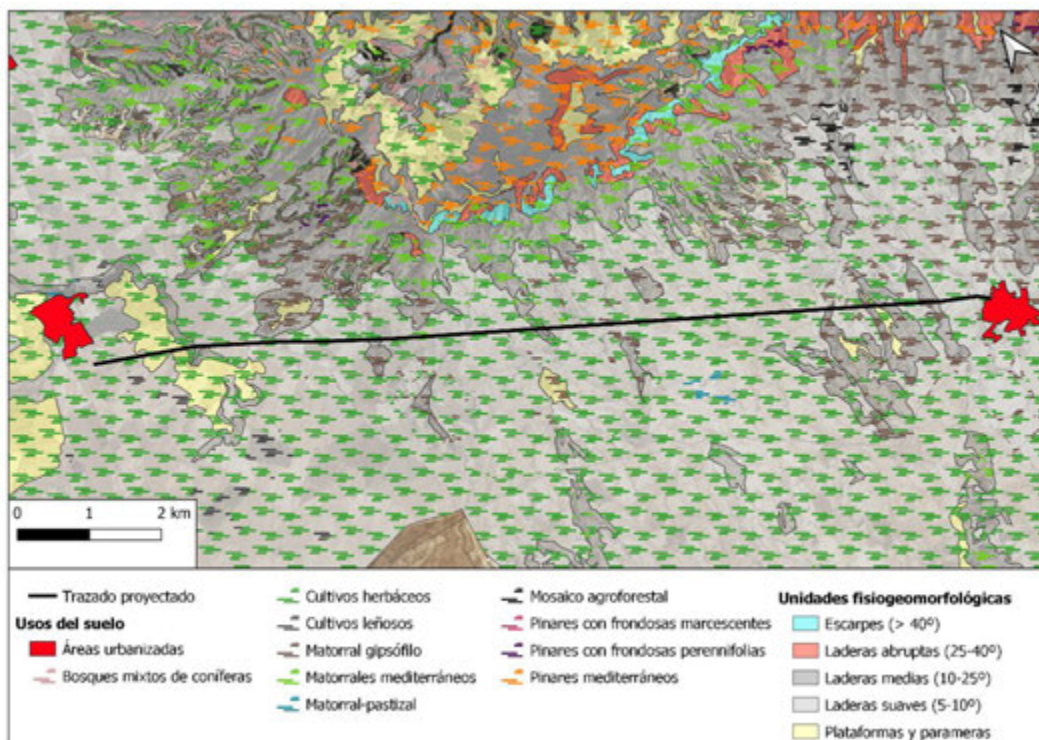 0 1 2 km
Trazado proyectado
Usos del suelo
Áreas urbanizadas
Bosques mixtos de coníferas
Cultivos herbáceos
Cultivos leñosos
Matorral gipsófilo
Matorrales mediterráneos
Matorral-pastizal
Mosaico agroforestal
Pinares con frondosas marcescentes
Pinares con frondosas perennifolias
Pinares mediterráneos
Unidades fisiogeomorfológicas
Escarpes (> 40º)
Laderas abruptas (25-40º)
Laderas medias (10-25º)
Laderas suaves (5-10º)
Plataformas y parameras